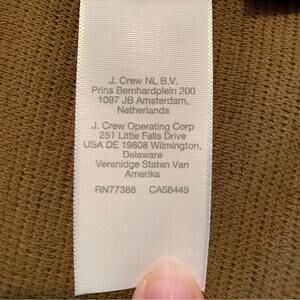 J. Crew NL B.V.
Prins Bernhardplein 200
1097 JB Amsterdam,
Netherlands
J. Crew Operating Corp
251 Little Falls Drive
USA DE 19808 Wilmington,
Delaware
Verenidge Staten Van
Amerika
RN77388 CA56445